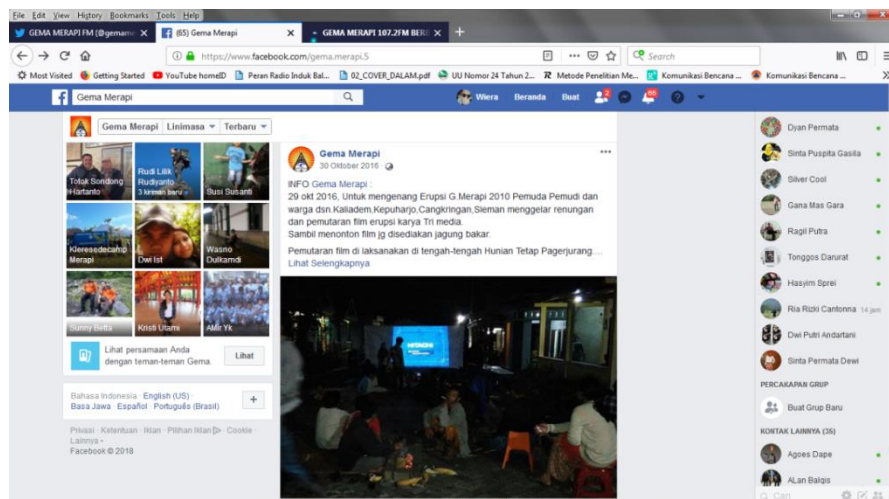 File Edit View History Bookmarks Tools Help
GEMA MERAPI FM (@gemame
(65) Gema Merapi
GEMA MERAPI 107.2FM BER
https://www.facebook.com/gema.merapi.5
Search
Most Visited Getting Started YouTube homeID Peran Radio Induk Bal... 02_COVER_DALAM.pdf UU Nomor 24 Tahun 2... Metode Penelitian Me... Komunikasi Bencana ... Komunikasi Bencana ...
Gema Merapi
Wiera Beranda Buat 2
Gema Merapi Linimasa Terbaru
Totok Sondong Hartanto
Rudi Lilik Rudiyanto
3 kiriman baru
Susi Susanti
Kleresedecamp Merapi
Dwi Ist
Wasno Dulkamdi
Sunny Betta
Kristi Utami
AMir Yk
Lihat persamaan Anda
dengan teman-teman Gema.
Lihat
Bahasa Indonesia · English (US) ·
Basa Jawa · Español · Português (Brasil)
Privasi · Ketentuan · Iklan · Pilihan Iklan · Cookie ·
Lainnya
Facebook © 2018
Gema Merapi
30 Oktober 2016
INFO Gema Merapi :
29 okt 2016, Untuk mengenang Erupsi G.Merapi 2010 Pemuda Pemudi dan
warga dsn.Kaliadem,Kepuharjo,Cangkringan,Sleman menggelar renungan
dan pemutaran film erupsi karya Tri media.
Sambil menonton film jg disediakan jagung bakar.
Pemutaran film di laksanakan di tengah-tengah Hunian Tetap Pagerjurang....
Lihat Selengkapnya
HITACHI
Dyan Permata
Sinta Puspita Gasila
Silver Cool
Gana Mas Gara
Ragil Putra
Tonggos Darurat
Hasyim Sprei
Ria Rizki Cantonna 14 jam
Dwi Putri Andartani
Sinta Permata Dewi
PERCAKAPAN GRUP
Buat Grup Baru
KONTAK LAINNYA (35)
Agoes Dape
ALan Balqis
Cari